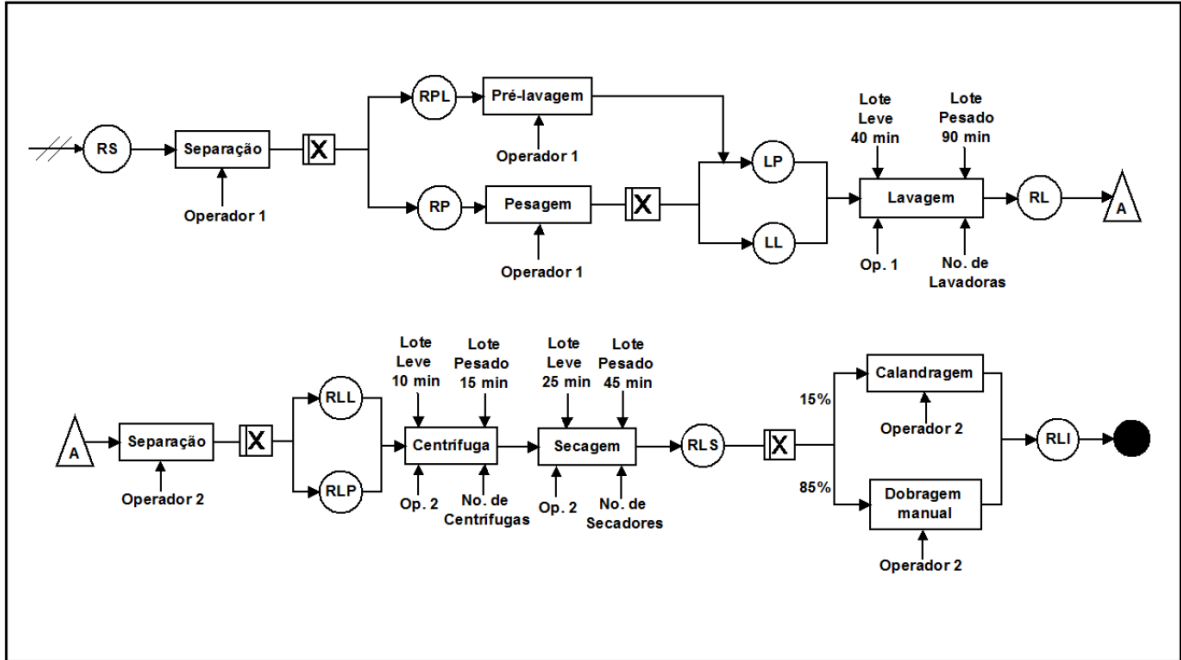 RS
Separação
Operador 1
X
RPL
Pré-lavagem
Operador 1
RP
Pesagem
Operador 1
X
LP
LL
Lote
Leve
40 min
Lote
Pesado
90 min
Lavagem
Op. 1
No. de
Lavadoras
RL
A
A
Separação
Operador 2
X
RLL
RLP
Lote
Leve
10 min
Lote
Pesado
15 min
Centrífuga
Op. 2
No. de
Centrífugas
Lote
Leve
25 min
Lote
Pesado
45 min
Secagem
Op. 2
No. de
Secadores
RLS
X
15%
85%
Calandragem
Operador 2
Dobragem
manual
Operador 2
RLI